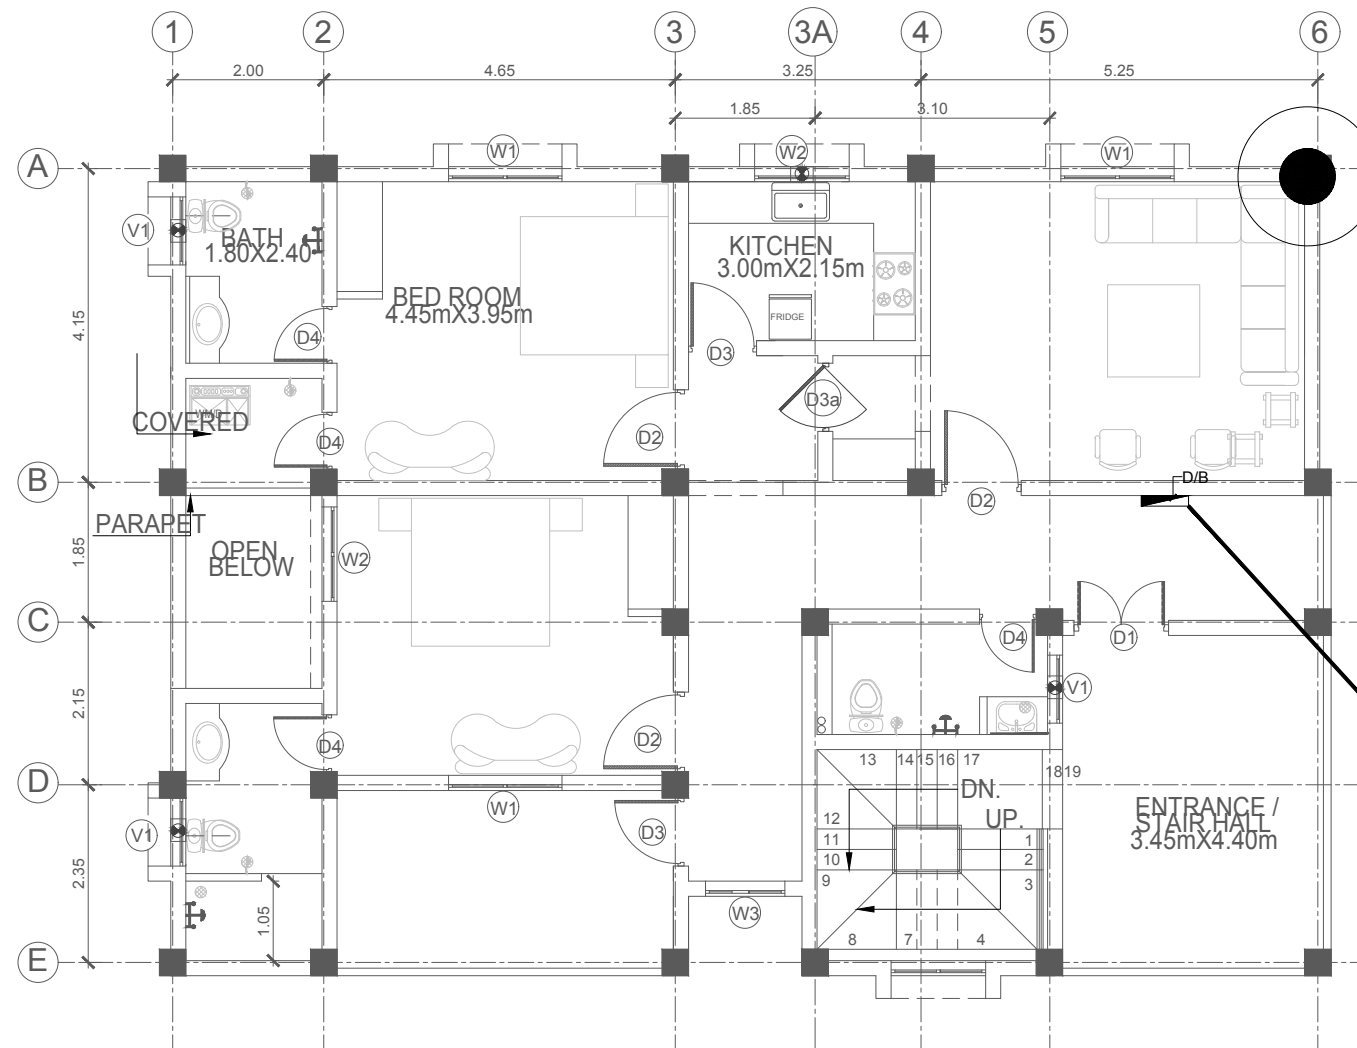 1
2
3
3A
4
5
6
2.00
4.65
3.25
5.25
1.85
3.10
A
W1
W2
W1
V1
BATH
1.80X2.40
KITCHEN
3.00mX2.15m
BED ROOM
4.45mX3.95m
FRIDGE
4.15
D4
D3
D3a
COVERED
WM/D
D4
D2
B
D2
D/B
PARAPET
OPEN
BELOW
W2
1.85
C
D4
D1
2.15
V1
D4
D2
13
14
15
16
17
18
19
D
DN.
W1
UP.
ENTRANCE /
STAIR HALL
3.45mX4.40m
V1
D3
12
11
10
9
1
2
3
2.35
1.05
W3
8
7
4
E